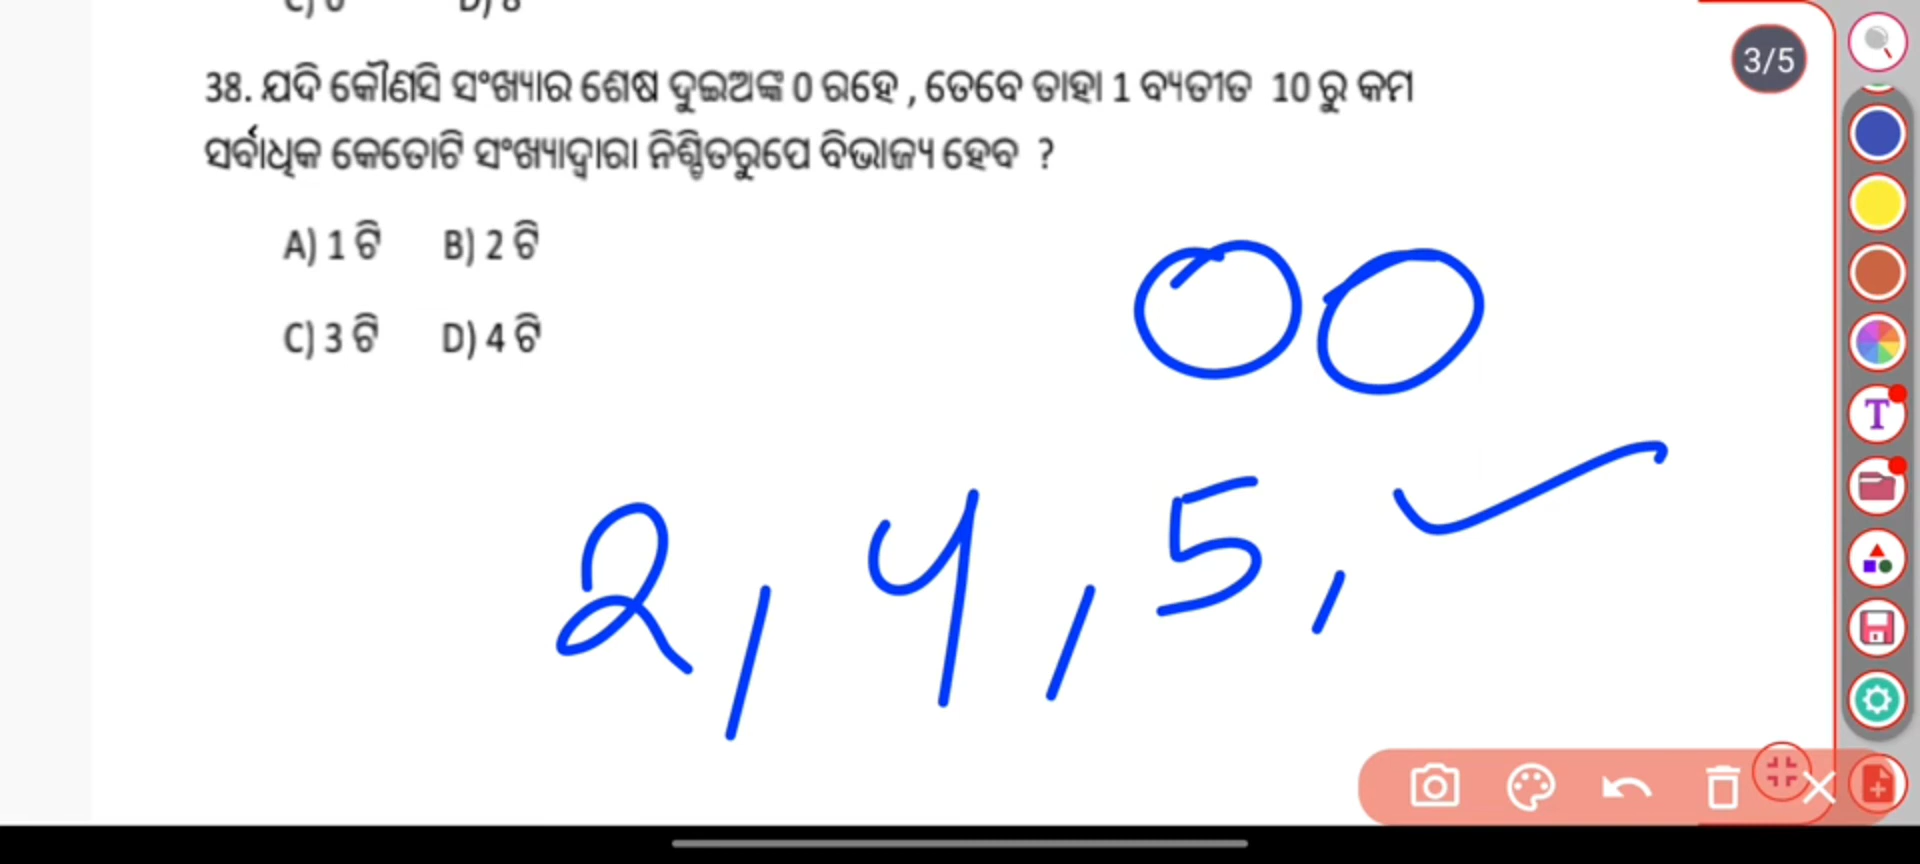 38. ଯଦି କୌଣସି ସଂଖ୍ୟାର ଶେଷ ଦୁଇଅଙ୍କ 0 ରହେ , ତେବେ ତାହା 1 ବ୍ୟତୀତ 10 ରୁ କମ
ସର୍ବାଧିକ କେତୋଟି ସଂଖ୍ୟାଦ୍ୱାରା ନିଶ୍ଚିତରୁପେ ବିଭାଜ୍ୟ ହେବ ?
A) 1 ଟି B) 2 ଟି
C) 3 ଟି D) 4 ଟି
00
2, 4, 5,
3/5
T